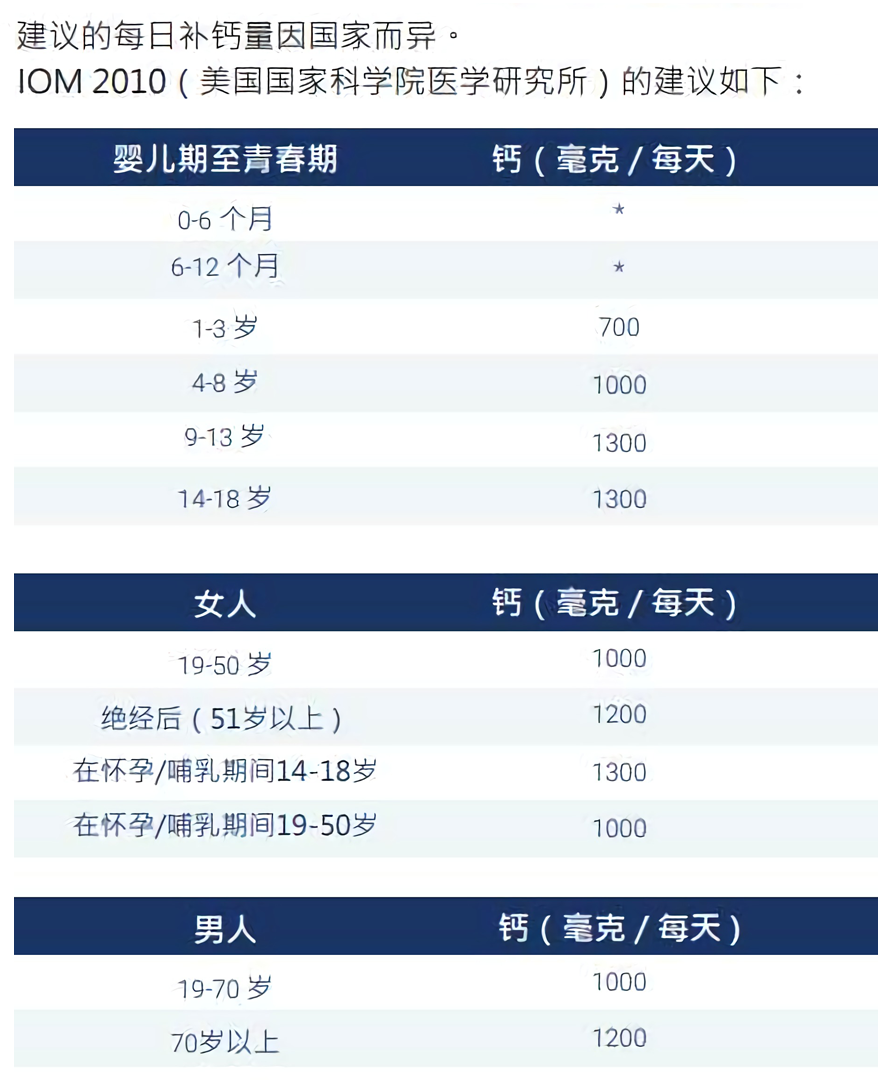 建议的每日补钙量因国家而异。
IOM 2010（美国国家科学院医学研究所）的建议如下：
婴儿期至青春期 钙（毫克/每天）
0-6 个月 *
6-12 个月 *
1-3 岁 700
4-8 岁 1000
9-13 岁 1300
14-18 岁 1300
女人 钙（毫克/每天）
19-50 岁 1000
绝经后（51岁以上） 1200
在怀孕/哺乳期间14-18岁 1300
在怀孕/哺乳期间19-50岁 1000
男人 钙（毫克/每天）
19-70 岁 1000
70岁以上 1200